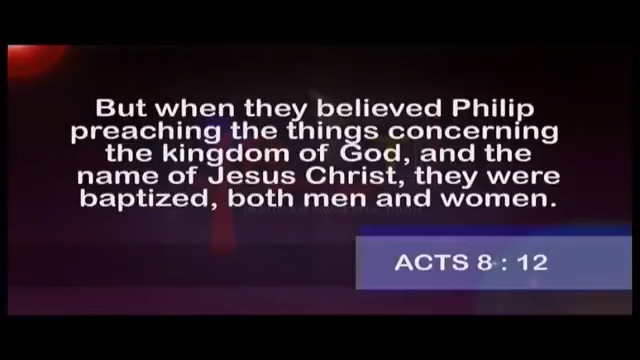 But when they believed Philip
preaching the things concerning
the kingdom of God, and the
name of Jesus Christ, they were
baptized, both men and women.
ACTS 8 : 12